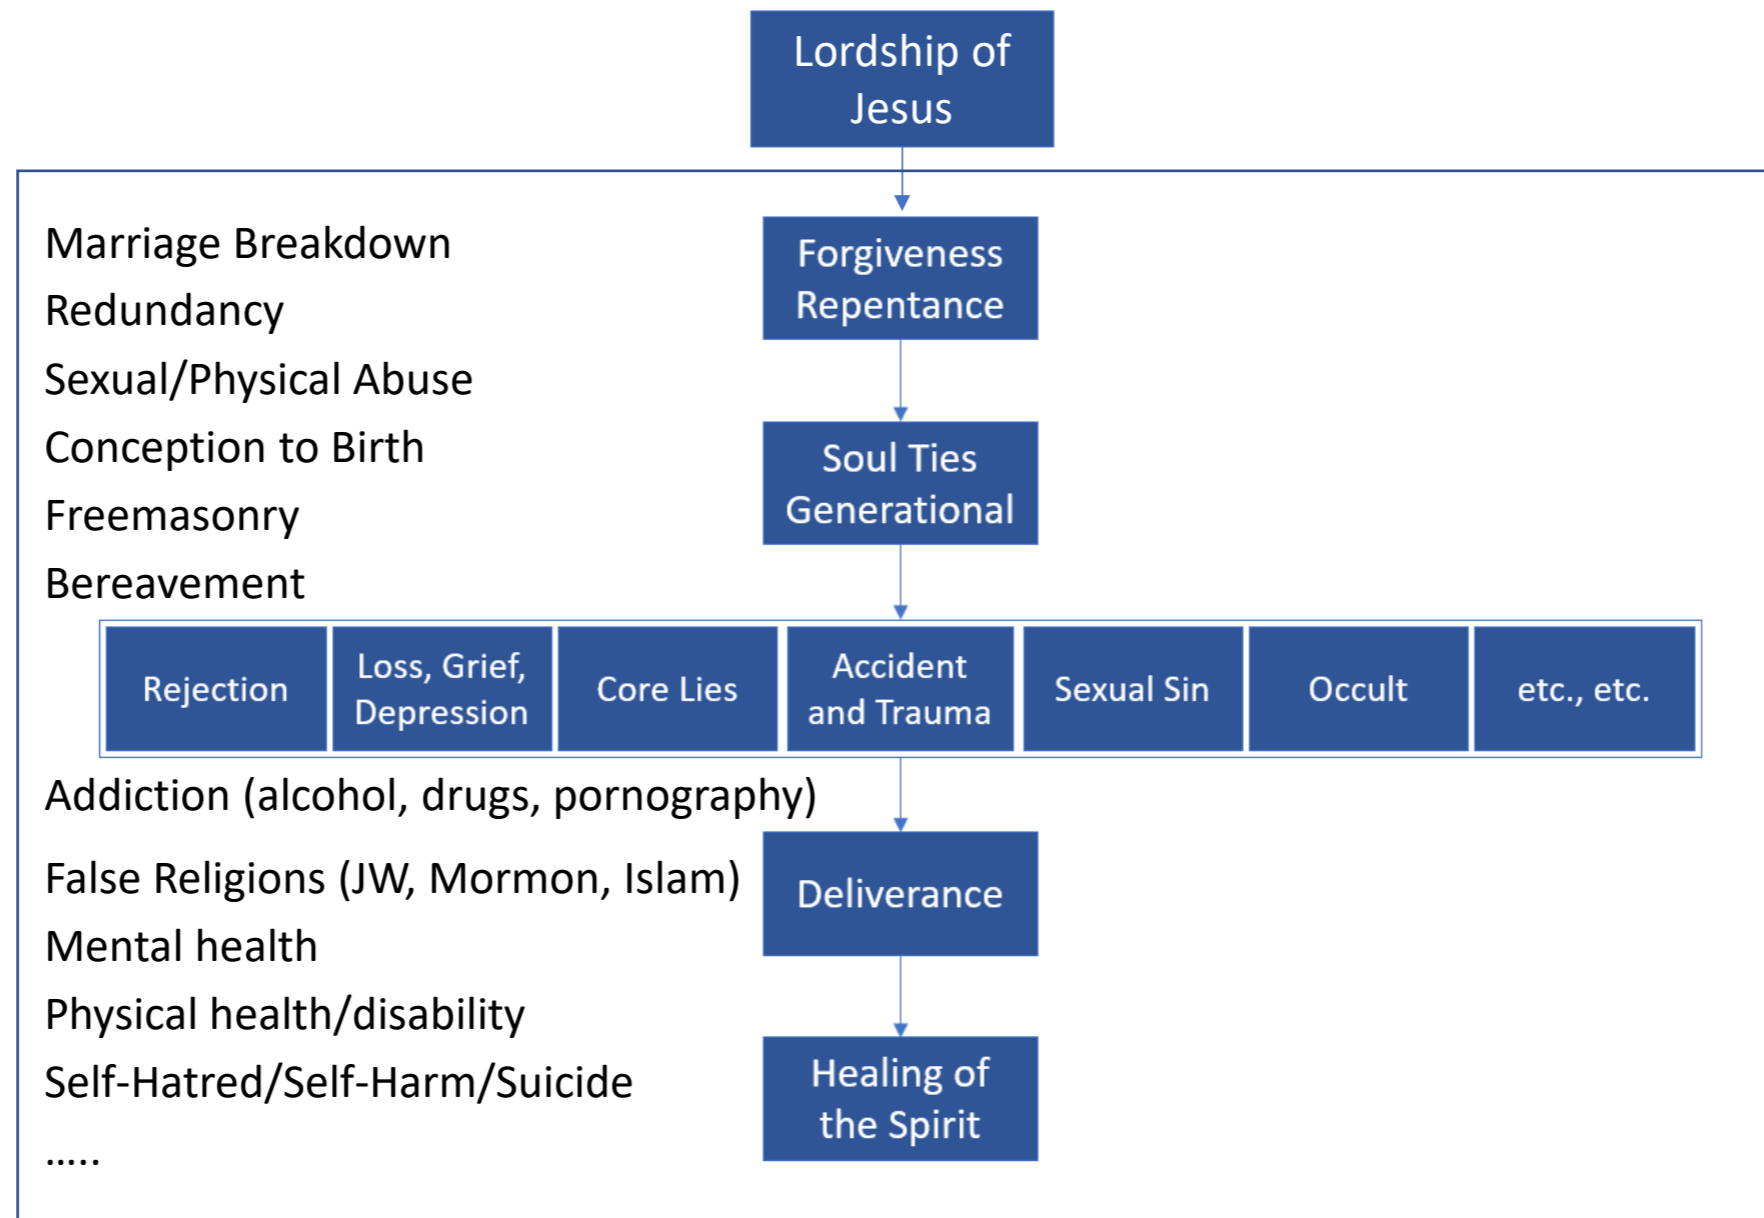 Lordship of
Jesus
Marriage Breakdown
Redundancy
Sexual/Physical Abuse
Conception to Birth
Freemasonry
Bereavement
Forgiveness
Repentance
Soul Ties
Generational
Rejection
Loss, Grief,
Depression
Core Lies
Accident
and Trauma
Sexual Sin
Occult
etc., etc.
Addiction (alcohol, drugs, pornography)
False Religions (JW, Mormon, Islam)
Mental health
Physical health/disability
Self-Hatred/Self-Harm/Suicide
.....
Deliverance
Healing of
the Spirit